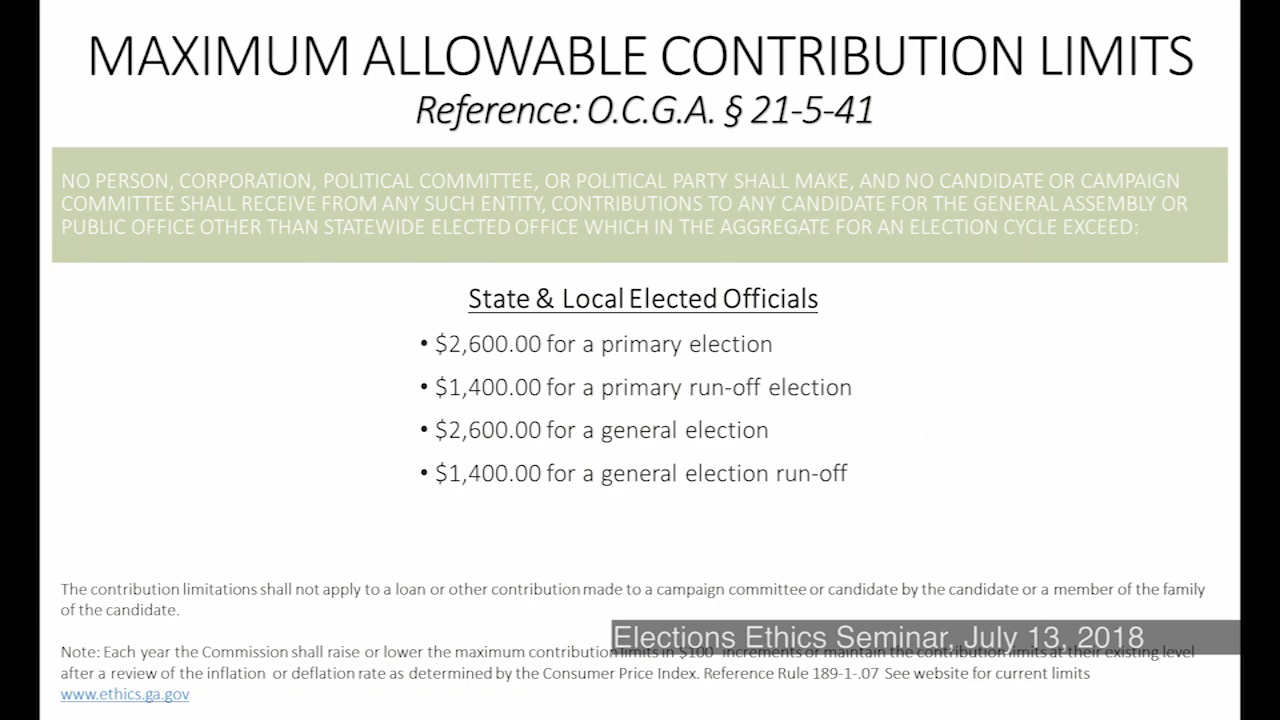 MAXIMUM ALLOWABLE CONTRIBUTION LIMITS
Reference: O.C.G.A. § 21-5-41
NO PERSON, CORPORATION, POLITICAL COMMITTEE, OR POLITICAL PARTY SHALL MAKE, AND NO CANDIDATE OR CAMPAIGN
COMMITTEE SHALL RECEIVE FROM ANY SUCH ENTITY, CONTRIBUTIONS TO ANY CANDIDATE FOR THE GENERAL ASSEMBLY OR
PUBLIC OFFICE OTHER THAN STATEWIDE ELECTED OFFICE WHICH IN THE AGGREGATE FOR AN ELECTION CYCLE EXCEED:
State & Local Elected Officials
• $2,600.00 for a primary election
• $1,400.00 for a primary run-off election
• $2,600.00 for a general election
• $1,400.00 for a general election run-off
The contribution limitations shall not apply to a loan or other contribution made to a campaign committee or candidate by the candidate or a member of the family
of the candidate.
Elections Ethics Seminar, July 13, 2018
Note: Each year the Commission shall raise or lower the maximum contribution limits in $100 increments or maintain the contribution limits at their existing level
after a review of the inflation or deflation rate as determined by the Consumer Price Index. Reference Rule 189-1-.07 See website for current limits
www.ethics.ga.gov